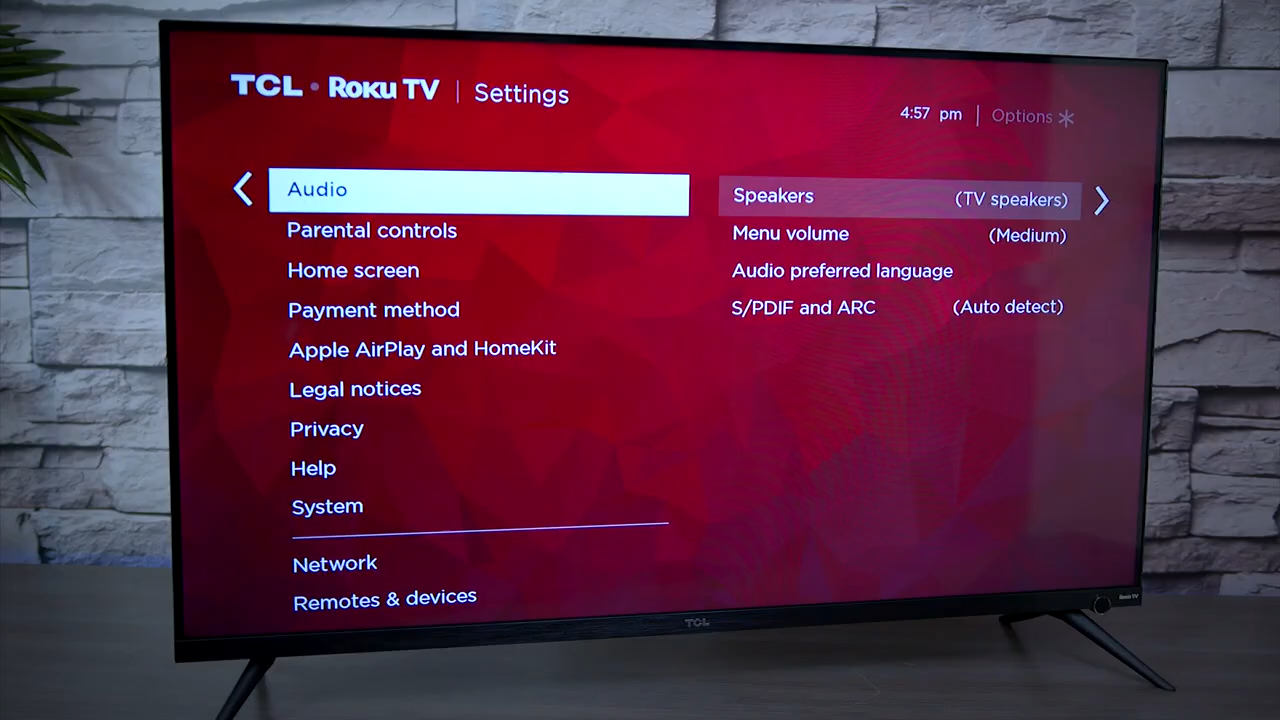 TCL • Roku TV | Settings
4:57 pm | Options *
Audio
Parental controls
Home screen
Payment method
Apple AirPlay and HomeKit
Legal notices
Privacy
Help
System
Network
Remotes & devices
Speakers (TV speakers)
Menu volume (Medium)
Audio preferred language
S/PDIF and ARC (Auto detect)
TCL
Roku TV